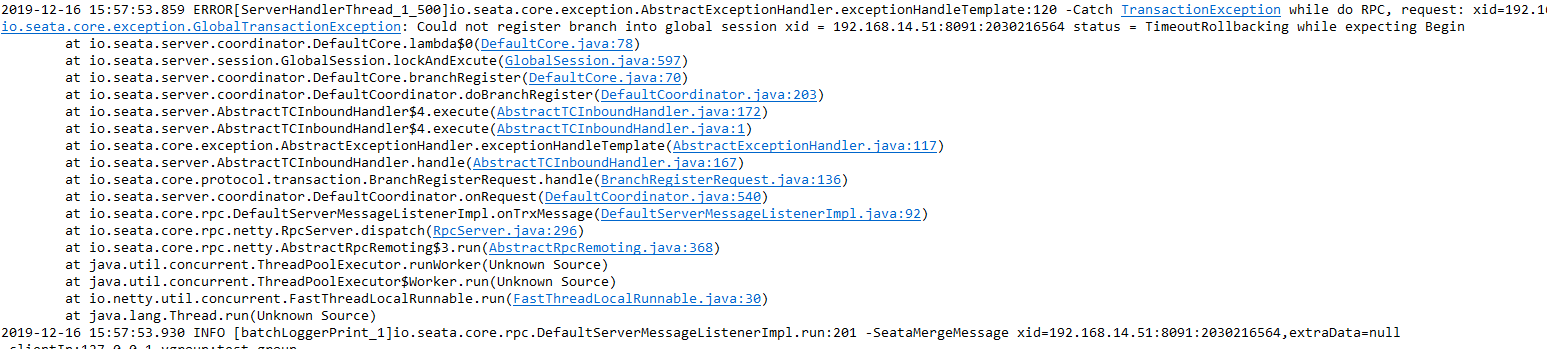 2019-12-16 15:57:53.859 ERROR[ServerHandlerThread_1_500]io.seata.core.exception.AbstractExceptionHandler.exceptionHandleTemplate:120 -Catch TransactionException while do RPC, request: xid=192.1
io.seata.core.exception.GlobalTransactionException: Could not register branch into global session xid = 192.168.14.51:8091:2030216564 status = TimeoutRollbacking while expecting Begin
at io.seata.server.coordinator.DefaultCore.lambda$0(DefaultCore.java:78)
at io.seata.server.session.GlobalSession.lockAndExcute(GlobalSession.java:597)
at io.seata.server.coordinator.DefaultCore.branchRegister(DefaultCore.java:70)
at io.seata.server.coordinator.DefaultCoordinator.doBranchRegister(DefaultCoordinator.java:203)
at io.seata.server.AbstractTCInboundHandler$4.execute(AbstractTCInboundHandler.java:172)
at io.seata.server.AbstractTCInboundHandler$4.execute(AbstractTCInboundHandler.java:1)
at io.seata.core.exception.AbstractExceptionHandler.exceptionHandleTemplate(AbstractExceptionHandler.java:117)
at io.seata.server.AbstractTCInboundHandler.handle(AbstractTCInboundHandler.java:167)
at io.seata.core.protocol.transaction.BranchRegisterRequest.handle(BranchRegisterRequest.java:136)
at io.seata.server.coordinator.DefaultCoordinator.onRequest(DefaultCoordinator.java:540)
at io.seata.core.rpc.DefaultServerMessageListenerImpl.onTrxMessage(DefaultServerMessageListenerImpl.java:92)
at io.seata.core.rpc.netty.RpcServer.dispatch(RpcServer.java:296)
at io.seata.core.rpc.netty.AbstractRpcRemoting$3.run(AbstractRpcRemoting.java:368)
at java.util.concurrent.ThreadPoolExecutor.runWorker(Unknown Source)
at java.util.concurrent.ThreadPoolExecutor$Worker.run(Unknown Source)
at io.netty.util.concurrent.FastThreadLocalRunnable.run(FastThreadLocalRunnable.java:30)
at java.lang.Thread.run(Unknown Source)
2019-12-16 15:57:53.930 INFO [batchLoggerPrint_1]io.seata.core.rpc.DefaultServerMessageListenerImpl.run:201 -SeataMergeMessage xid=192.168.14.51:8091:2030216564,extraData=null
,clientIp:127.0.0.1,vgroup:test_group